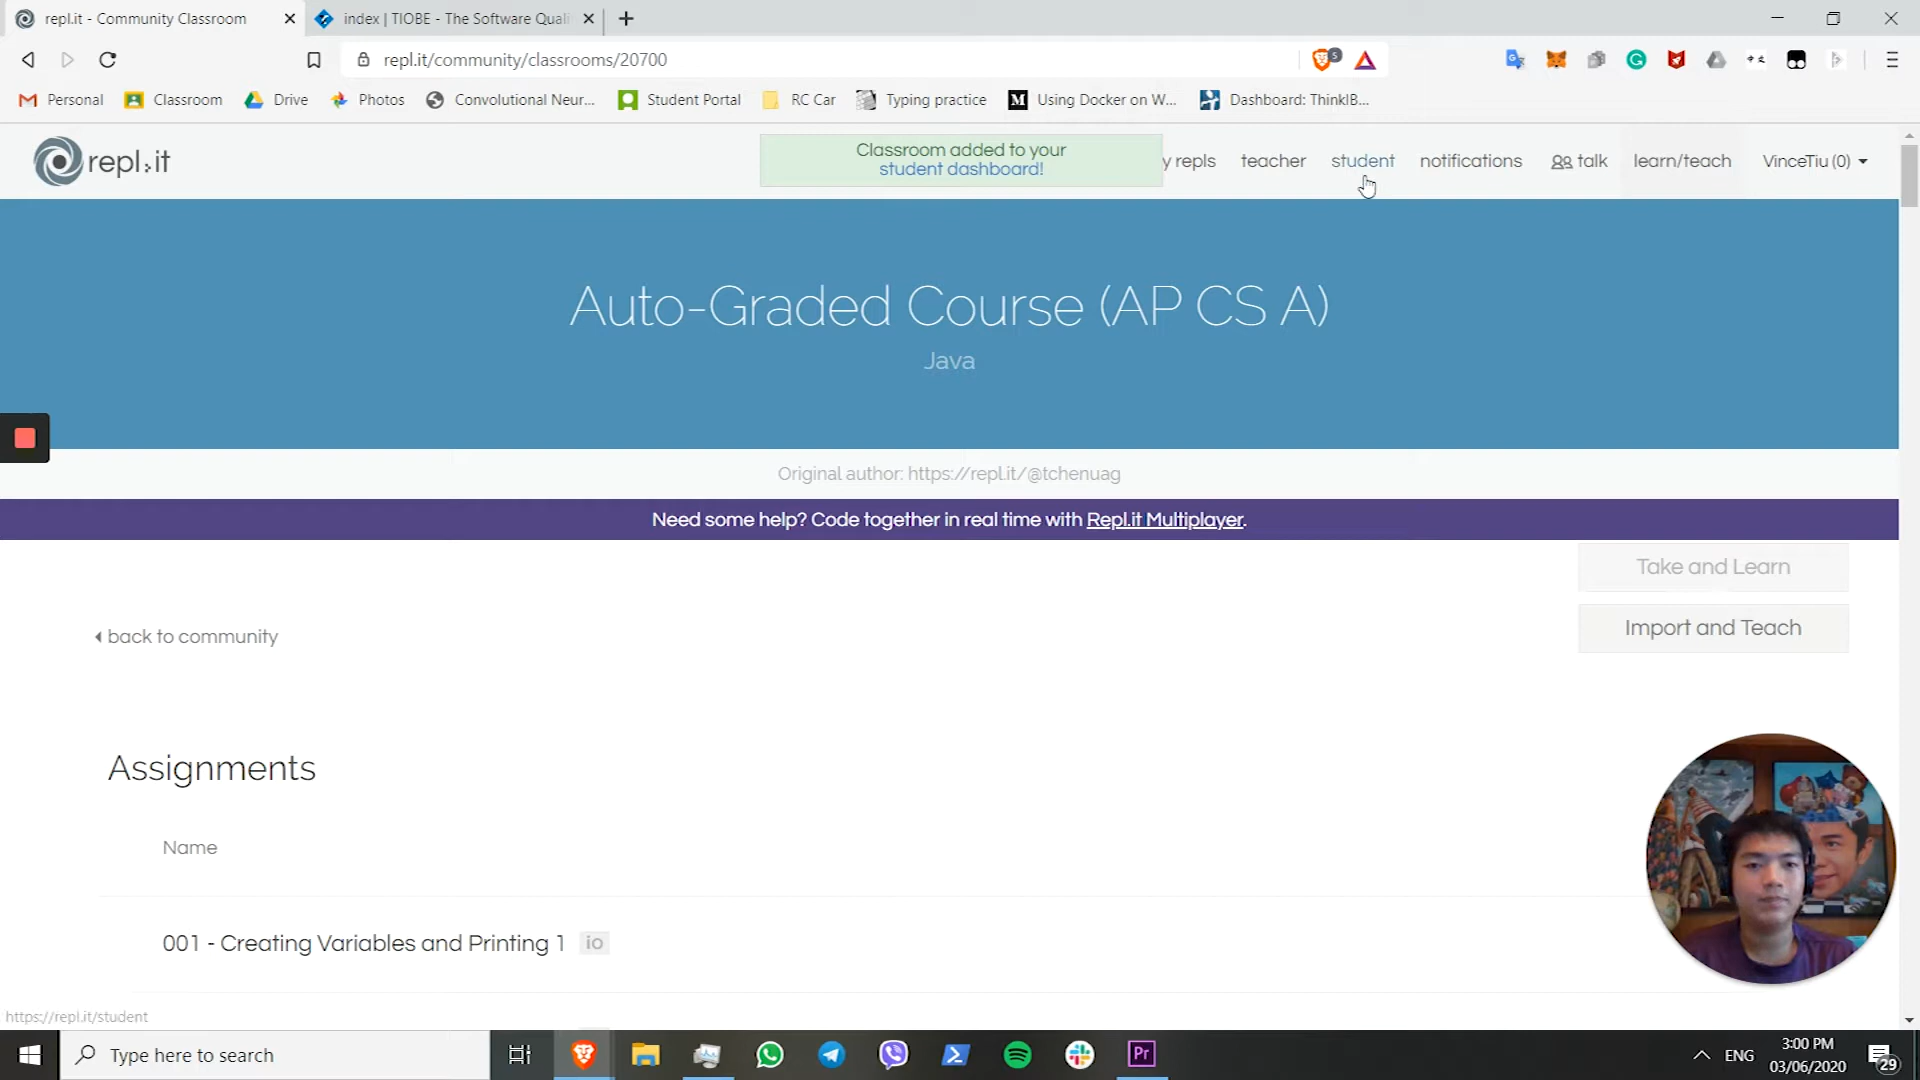 repl.it - Community Classroom
index | TIOBE - The Software Quali
repl.it/community/classrooms/20700
5
Personal
Classroom
Drive
Photos
Convolutional Neur...
Student Portal
RC Car
Typing practice
M
Using Docker on W...
Dashboard: ThinkIB...
repl.it
Classroom added to your
student dashboard!
y repls
teacher
student
notifications
talk
learn/teach
VinceTiu (0)
Auto-Graded Course (AP CS A)
Java
Original author: https://repl.it/@tchenuag
Need some help? Code together in real time with Repl.it Multiplayer.
Take and Learn
Import and Teach
back to community
Assignments
Name
001 - Creating Variables and Printing 1 io
https://repl.it/student
Type here to search
Pr
ENG
3:00 PM
03/06/2020
29